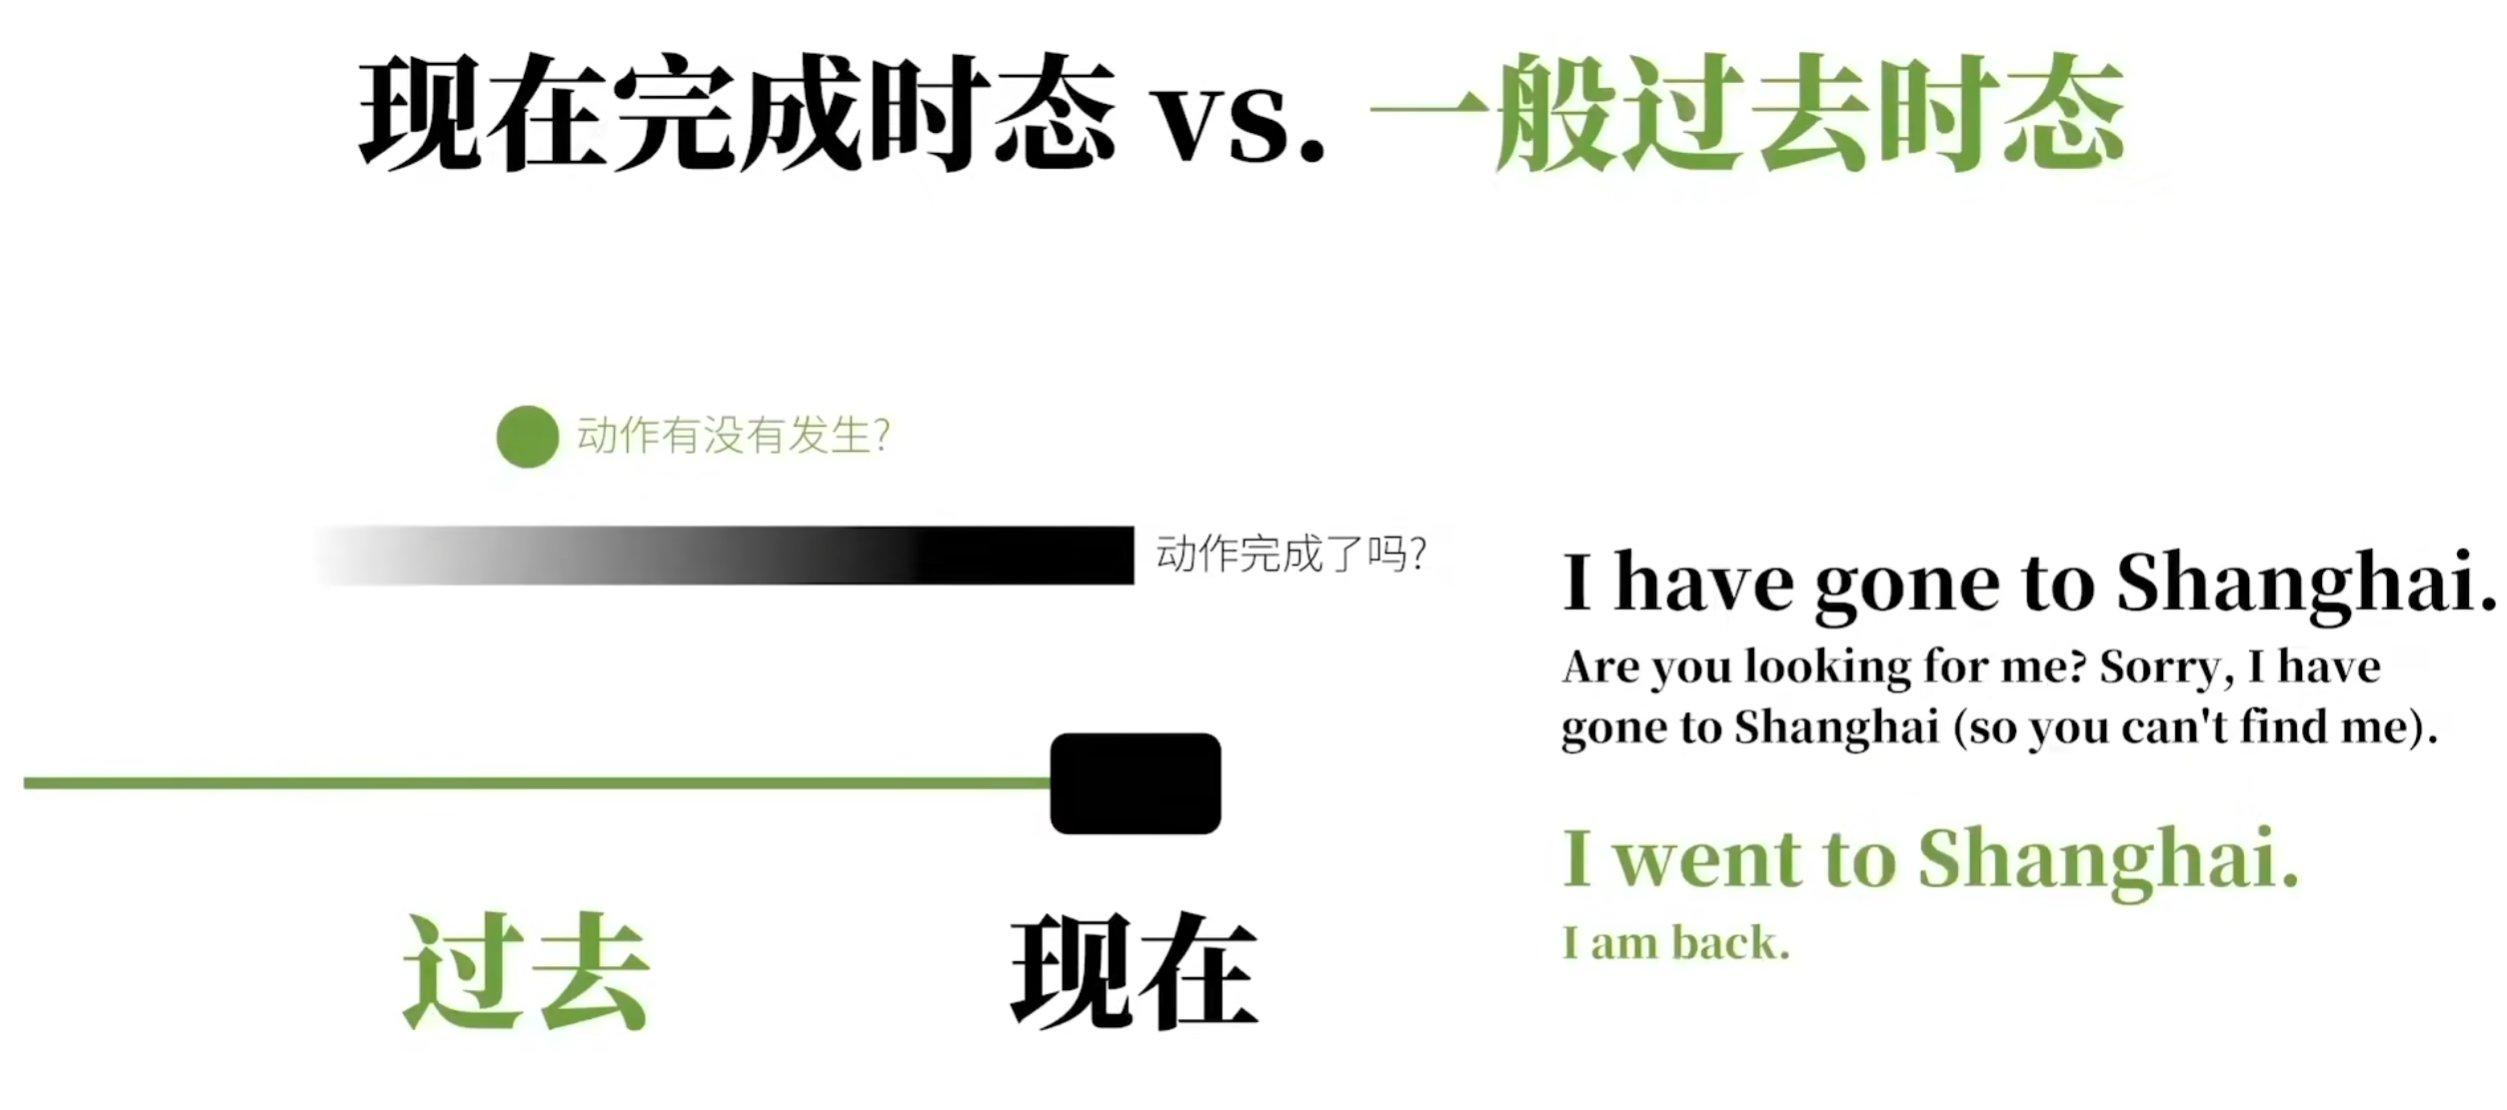 现在完成时态 vs. 一般过去时态
动作有没有发生?
动作完成了吗?
过去
现在
I have gone to Shanghai.
Are you looking for me? Sorry, I have
gone to Shanghai (so you can't find me).
I went to Shanghai.
I am back.